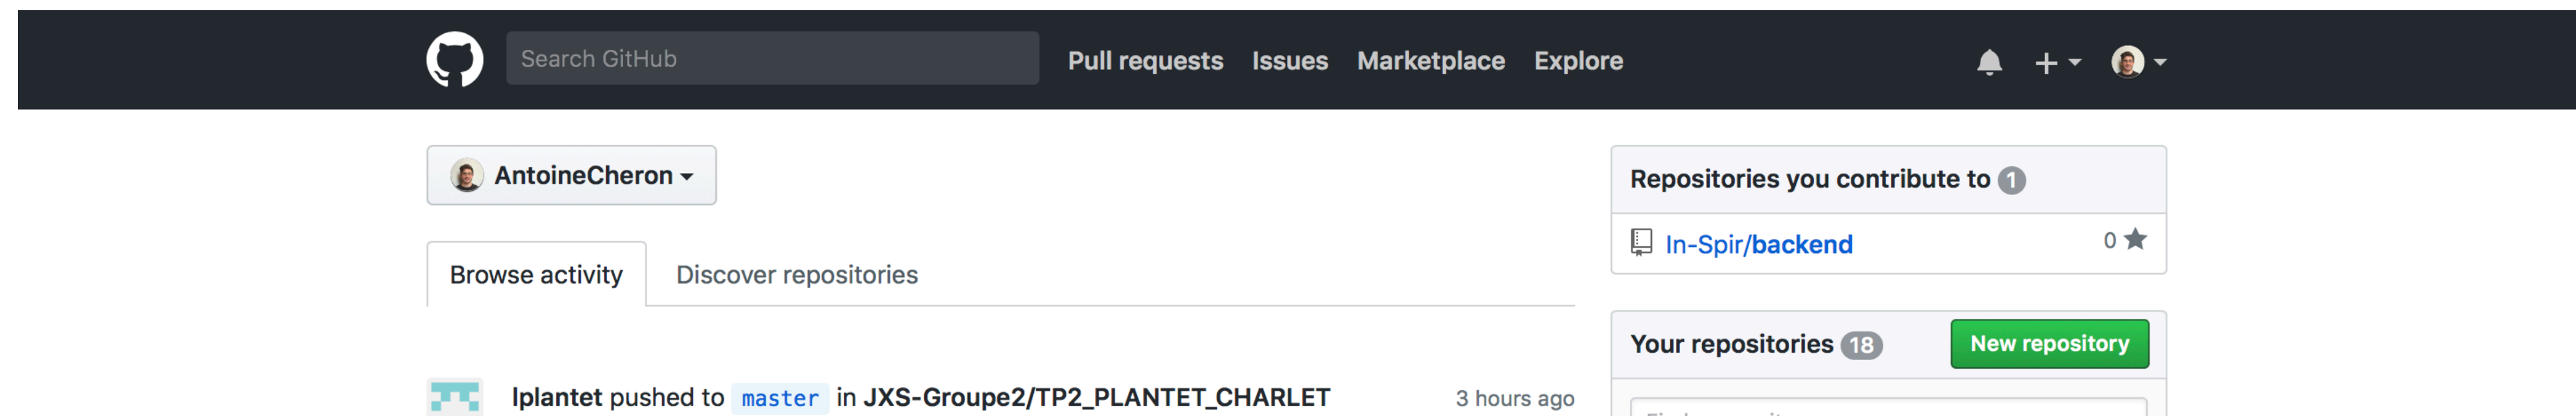 Search GitHub
Pull requests Issues Marketplace Explore
AntoineCheron
Browse activity Discover repositories
lplantet pushed to master in JXS-Groupe2/TP2_PLANTET_CHARLET 3 hours ago
Repositories you contribute to 1
In-Spir/backend 0
Your repositories 18 New repository